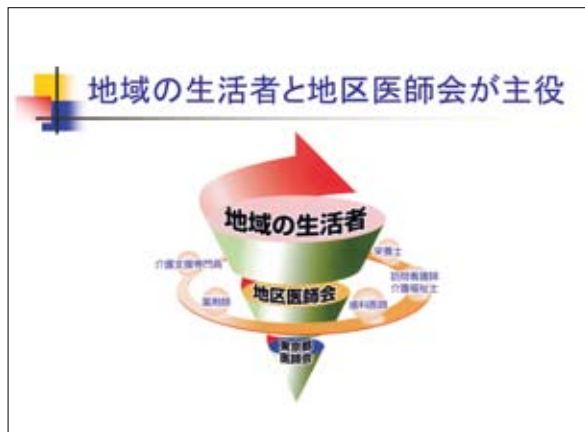 地域の生活者と地区医師会が主役
地域の生活者
栄養士
介護支援専門員
訪問看護師
介護福祉士
地区医師会
薬剤師
歯科医師
東京都
医師会